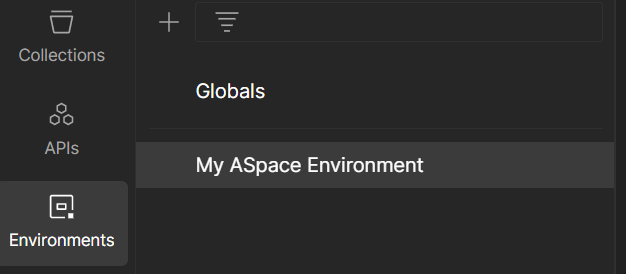 Collections
APIs
Environments
Globals
My ASpace Environment